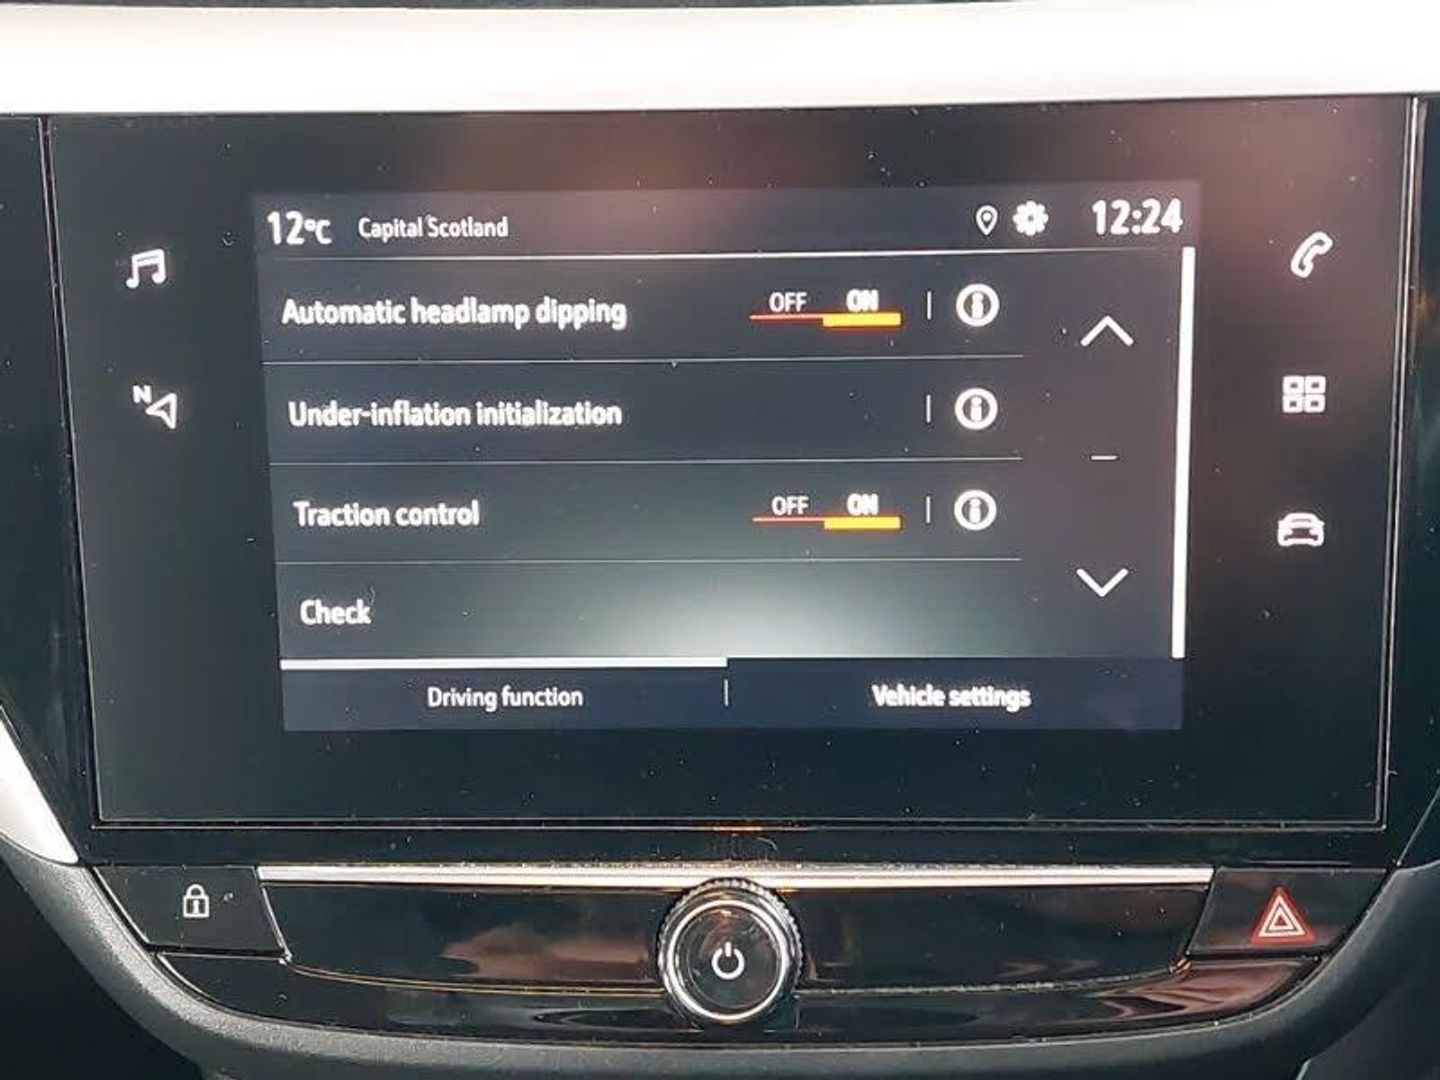 12°C Capital Scotland 12:24
Automatic headlamp dipping OFF ON
Under-inflation initialization
Traction control OFF ON
Check
Driving function Vehicle settings
N